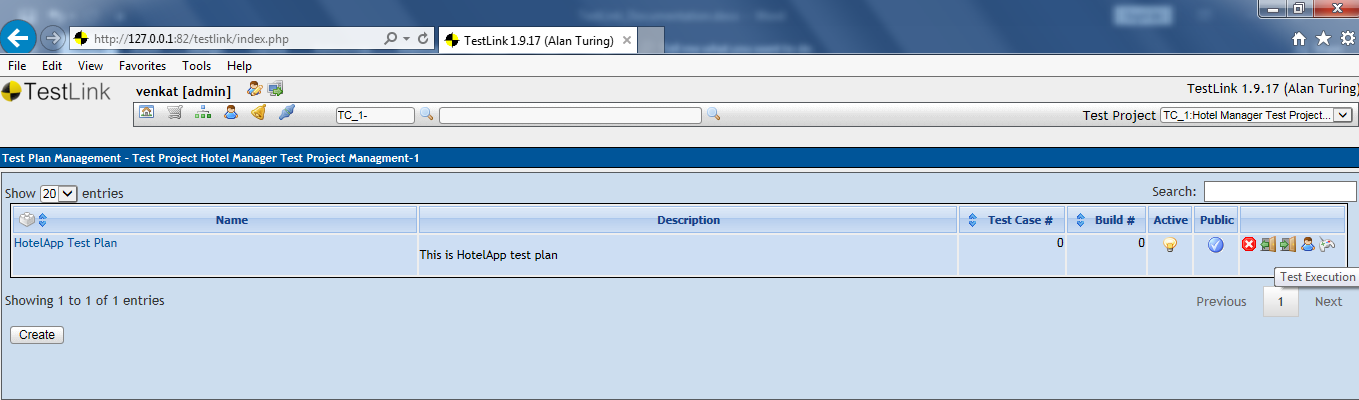 http://127.0.0.1:82/testlink/index.php
TestLink 1.9.17 (Alan Turing)
File Edit View Favorites Tools Help
TestLink
venkat [admin]
TestLink 1.9.17 (Alan Turing)
TC_1-
Test Project
TC_1:Hotel Manager Test Project...
Test Plan Management - Test Project Hotel Manager Test Project Managment-1
Show 20 entries
Search:
Name Description Test Case # Build # Active Public
HotelApp Test Plan
This is HotelApp test plan
0 0
Test Execution
Showing 1 to 1 of 1 entries
Previous 1 Next
Create